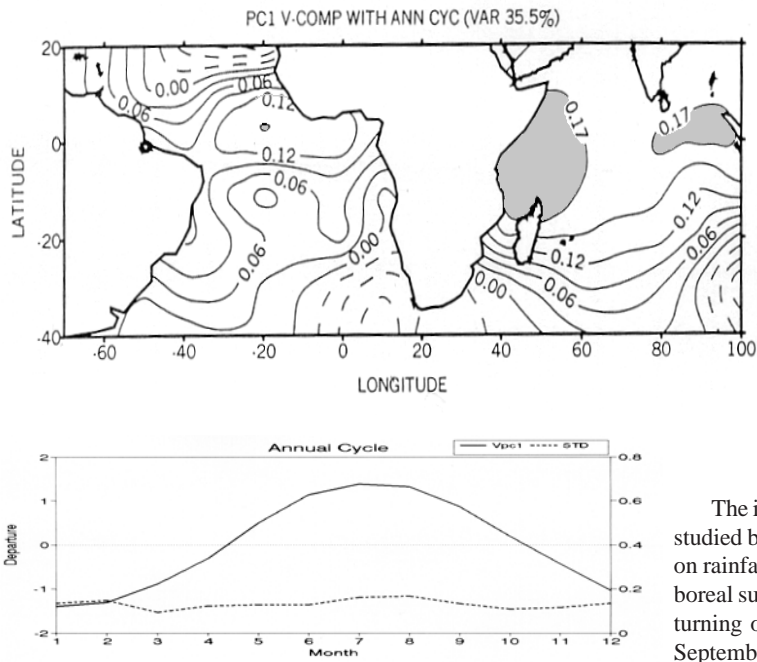 PC1 V-COMP WITH ANN CYC (VAR 35.5%)
20
0
-20
-40
LATITUDE
0.00
0.06
0.06
0.12
0.12
0.06
0.06
0.00
0.17
0.17
0.12
0.12
0.06
0.06
0.00
-60 -40 -20 0 20 40 60 80 100
LONGITUDE
Annual Cycle
Vpc1 STD
2
1
0
-1
-2
Departure
0.8
0.6
0.4
0.2
0
1 2 3 4 5 6 7 8 9 10 11 12
Month
The i
studied b
on rainfa
boreal su
turning o
Septemb